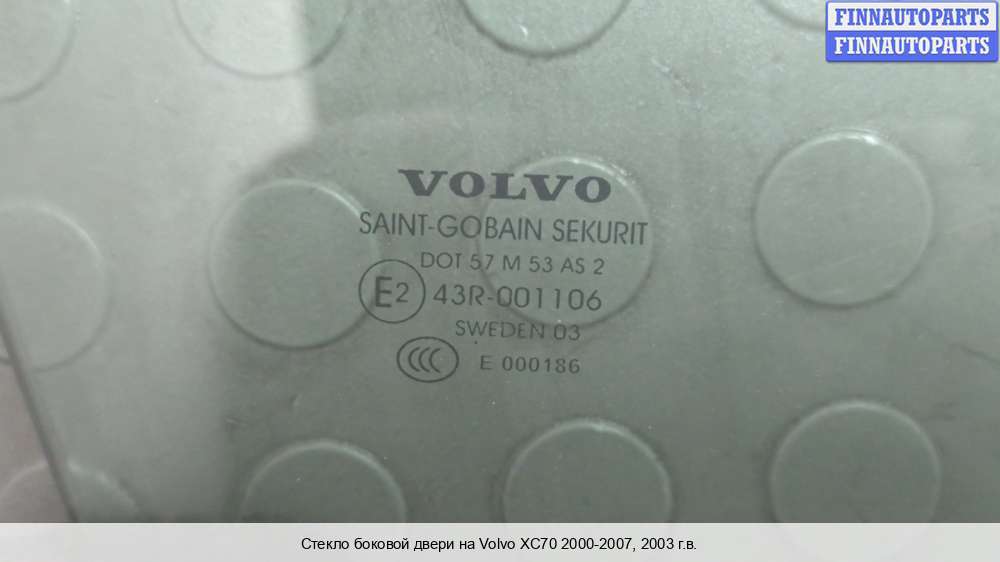 FINNAUTOPARTS
FINNAUTOPARTS
VOLVO
SAINT-GOBAIN SEKURIT
DOT 57 M 53 AS 2
E2 43R-001106
SWEDEN 03
CCC E 000186
Стекло боковой двери на Volvo XC70 2000-2007, 2003 г.в.